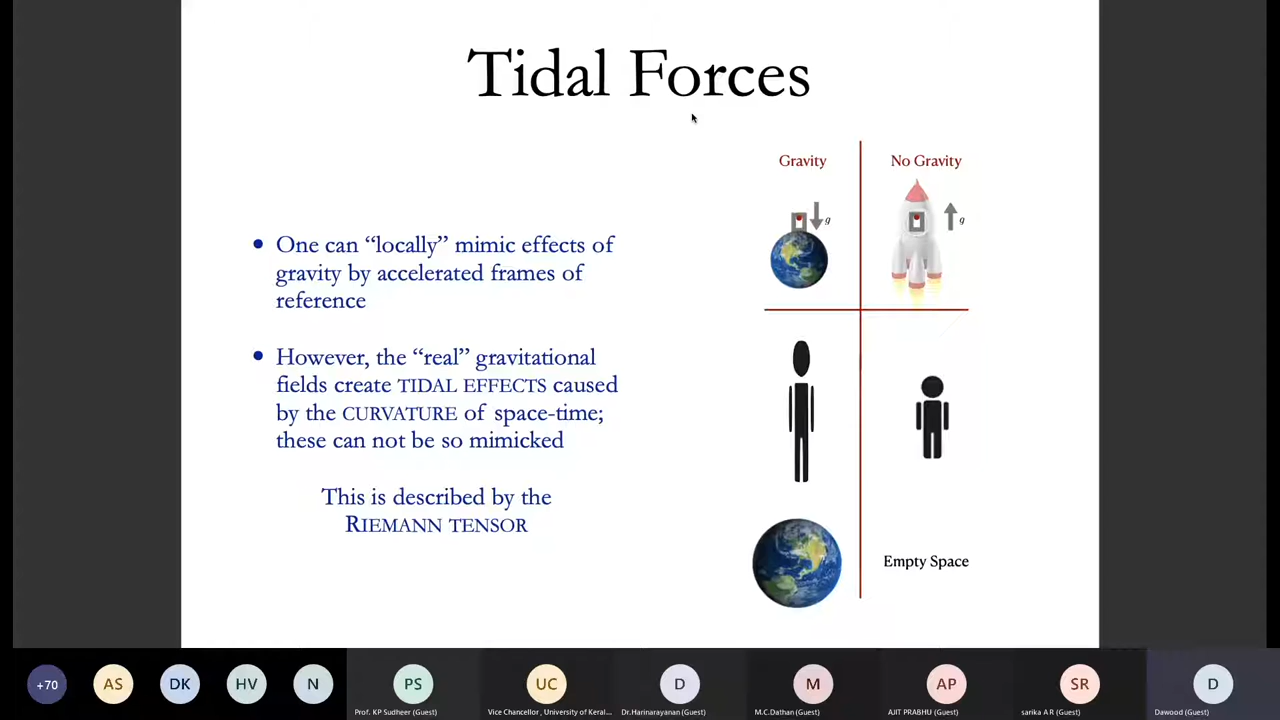 Tidal Forces
Gravity
No Gravity
g
g
• One can “locally” mimic effects of
gravity by accelerated frames of
reference
• However, the “real” gravitational
fields create TIDAL EFFECTS caused
by the CURVATURE of space-time;
these can not be so mimicked
This is described by the
RIEMANN TENSOR
Empty Space
+70
AS
DK
HV
N
PS
UC
D
M
AP
SR
D
Prof. KP Sudheer (Guest)
Vice Chancellor , University of Keral...
Dr.Harinarayanan (Guest)
M.C.Dathan (Guest)
AJIT PRABHU (Guest)
sarika A R (Guest)
Dawood (Guest)